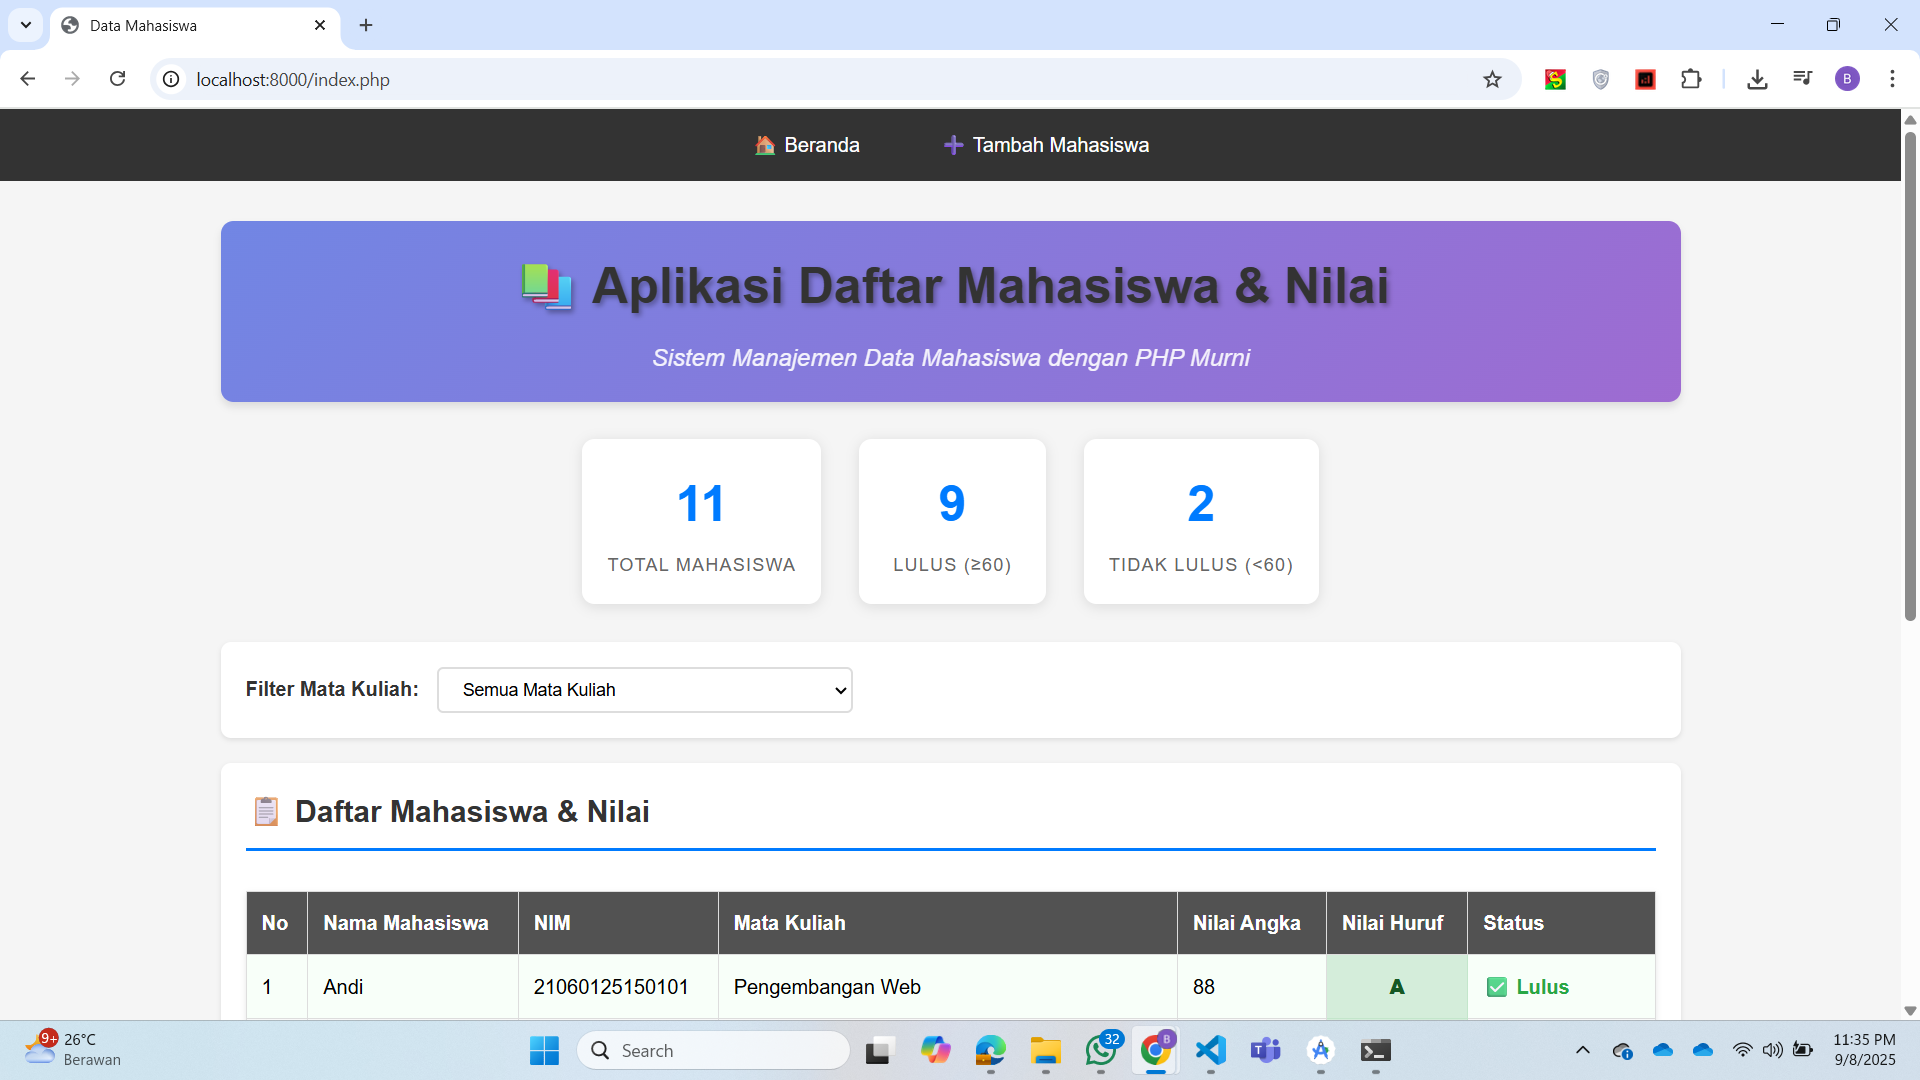 Data Mahasiswa
localhost:8000/index.php
B
Beranda
Tambah Mahasiswa
Aplikasi Daftar Mahasiswa & Nilai
Sistem Manajemen Data Mahasiswa dengan PHP Murni
11
TOTAL MAHASISWA
9
LULUS (≥60)
2
TIDAK LULUS (<60)
Filter Mata Kuliah: Semua Mata Kuliah
Daftar Mahasiswa & Nilai
No Nama Mahasiswa NIM Mata Kuliah Nilai Angka Nilai Huruf Status
1 Andi 21060125150101 Pengembangan Web 88 A Lulus
9+
26°C
Berawan
Search
32
B
11:35 PM
9/8/2025